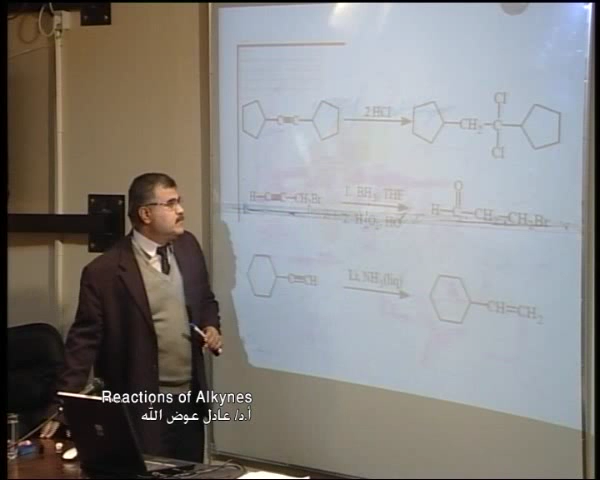 2 HCl
C≡C
CH₂
C
Cl
Cl
H-C≡C-CH₂Br
1. BH₃, THF
2. H₂O₂, HO⁻
O
H
C
CH₂
CH₂Br
C≡CH
Li, NH₃(liq)
CH=CH₂
Reactions of Alkynes
أ.د/ عادل عوض الله